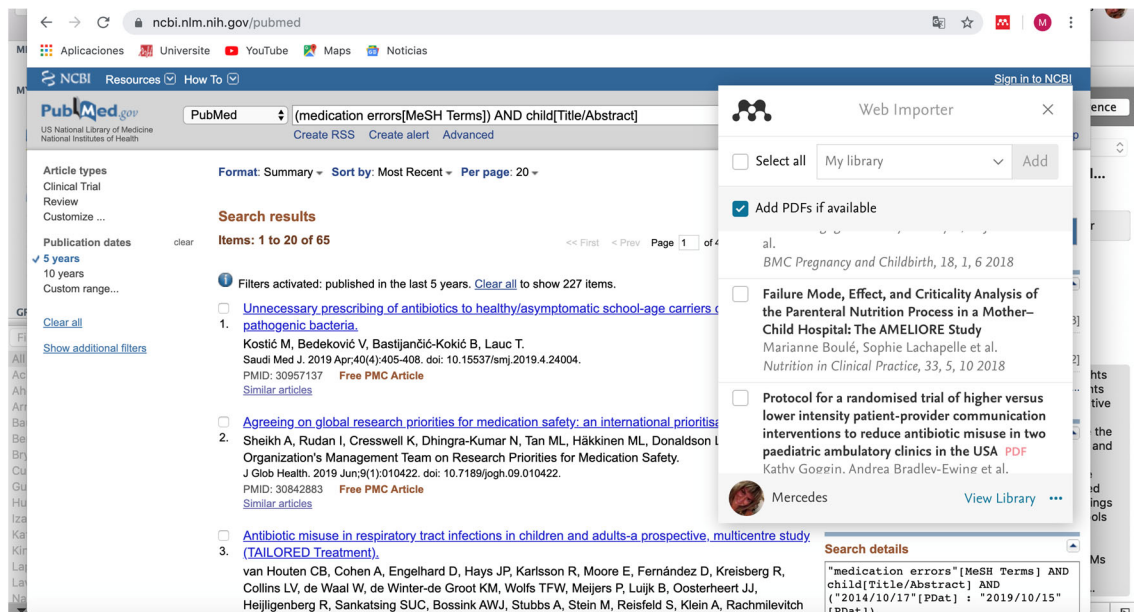 ncbi.nlm.nih.gov/pubmed
M
Aplicaciones Universite YouTube Maps Noticias
NCBI Resources How To Sign in to NCBI
PubMed.gov
US National Library of Medicine
National Institutes of Health
PubMed
(medication errors[MeSH Terms]) AND child[Title/Abstract]
Create RSS Create alert Advanced
Article types
Clinical Trial
Review
Customize ...
Publication dates clear
5 years
10 years
Custom range...
Clear all
Show additional filters
Format: Summary Sort by: Most Recent Per page: 20
Search results
Items: 1 to 20 of 65
<< First < Prev Page 1 of 4
Filters activated: published in the last 5 years. Clear all to show 227 items.
Unnecessary prescribing of antibiotics to healthy/asymptomatic school-age carriers
1. pathogenic bacteria.
Kostić M, Bedeković V, Bastijančić-Kokić B, Lauc T.
Saudi Med J. 2019 Apr;40(4):405-408. doi: 10.15537/smj.2019.4.24004.
PMID: 30957137 Free PMC Article
Similar articles
Agreeing on global research priorities for medication safety: an international prioritisa
2. Sheikh A, Rudan I, Cresswell K, Dhingra-Kumar N, Tan ML, Häkkinen ML, Donaldson L
Organization's Management Team on Research Priorities for Medication Safety.
J Glob Health. 2019 Jun;9(1):010422. doi: 10.7189/jogh.09.010422.
PMID: 30842883 Free PMC Article
Similar articles
Antibiotic misuse in respiratory tract infections in children and adults-a prospective, multicentre study
3. (TAILORED Treatment).
van Houten CB, Cohen A, Engelhard D, Hays JP, Karlsson R, Moore E, Fernández D, Kreisberg R,
Collins LV, de Waal W, de Winter-de Groot KM, Wolfs TFW, Meijers P, Luijk B, Oosterheert JJ,
Heijligenberg R, Sankatsing SUC, Bossink AWJ, Stubbs A, Stein M, Reisfeld S, Klein A, Rachmilevitch
Web Importer
Select all My library Add
Add PDFs if available
al.
BMC Pregnancy and Childbirth, 18, 1, 6 2018
Failure Mode, Effect, and Criticality Analysis of
the Parenteral Nutrition Process in a Mother–
Child Hospital: The AMELIORE Study
Marianne Boulé, Sophie Lachapelle et al.
Nutrition in Clinical Practice, 33, 5, 10 2018
Protocol for a randomised trial of higher versus
lower intensity patient-provider communication
interventions to reduce antibiotic misuse in two
paediatric ambulatory clinics in the USA PDF
Kathy Goggin, Andrea Bradley-Ewing et al.
Mercedes View Library
Search details
"medication errors"[MeSH Terms] AND
child[Title/Abstract] AND
("2014/10/17"[PDat] : "2019/10/15"
[PDat])